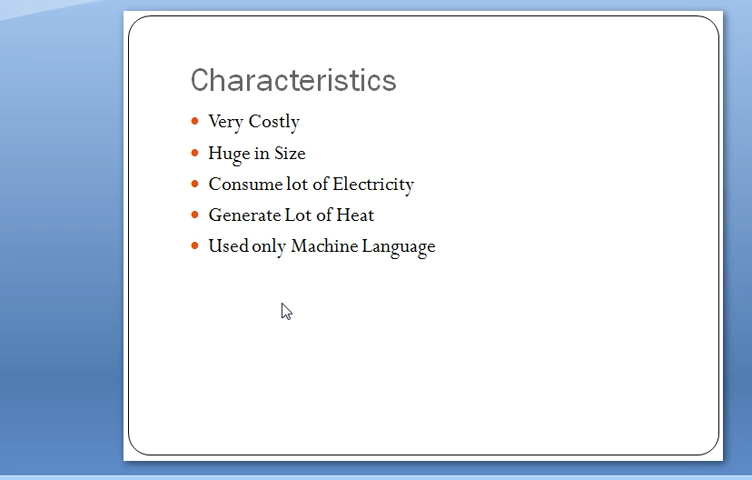 Characteristics
Very Costly
Huge in Size
Consume lot of Electricity
Generate Lot of Heat
Used only Machine Language